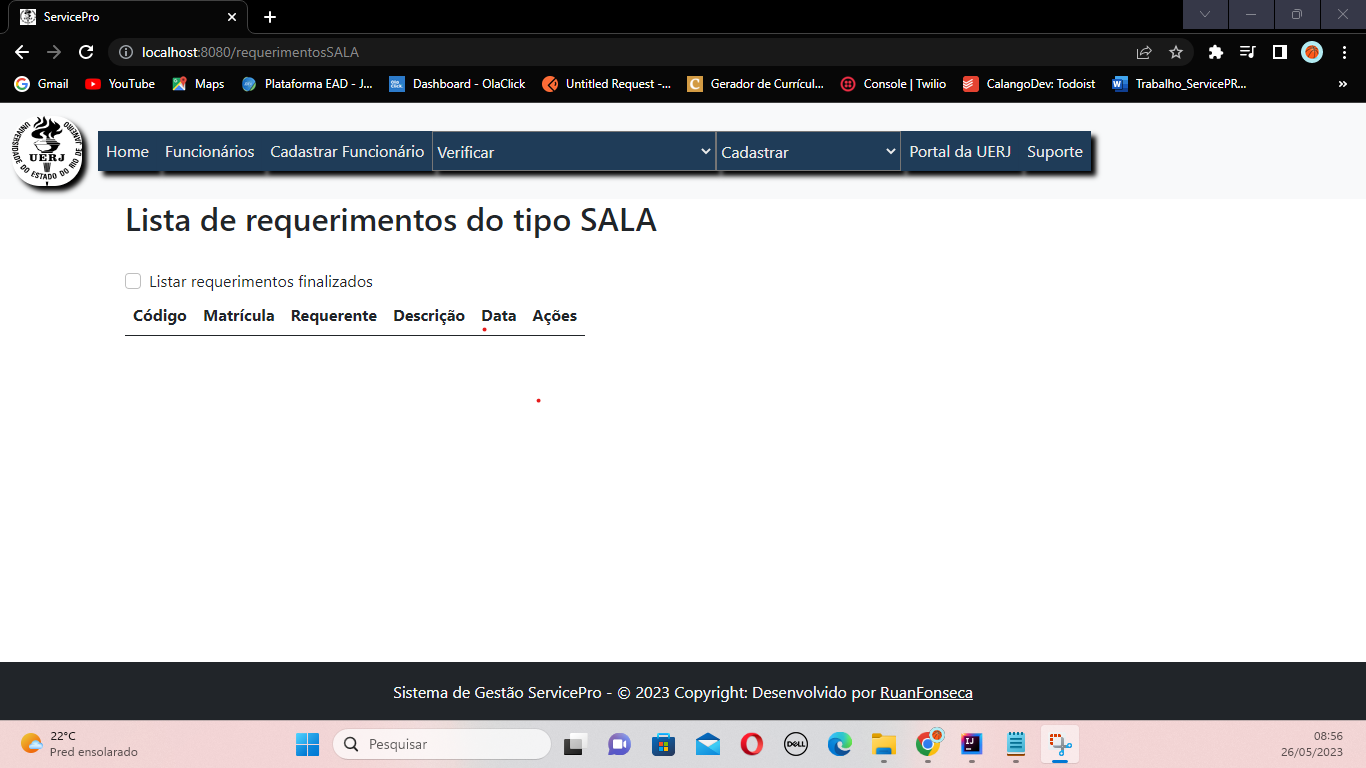 ServicePro
localhost:8080/requerimentosSALA
Gmail YouTube Maps Plataforma EAD - J... Dashboard - OlaClick Untitled Request -... Gerador de Currícul... Console | Twilio CalangoDev: Todoist Trabalho_ServicePR... »
UNIVERSIDADE DO ESTADO DO RIO DE JANEIRO
UERJ
Home Funcionários Cadastrar Funcionário Verificar Cadastrar Portal da UERJ Suporte
Lista de requerimentos do tipo SALA
Listar requerimentos finalizados
Código Matrícula Requerente Descrição Data Ações
Sistema de Gestão ServicePro - © 2023 Copyright: Desenvolvido por RuanFonseca
22°C
Pred ensolarado
Pesquisar
DELL
08:56
26/05/2023